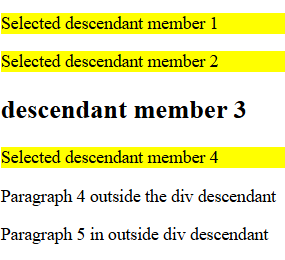 Selected descendant member 1
Selected descendant member 2
descendant member 3
Selected descendant member 4
Paragraph 4 outside the div descendant
Paragraph 5 in outside div descendant